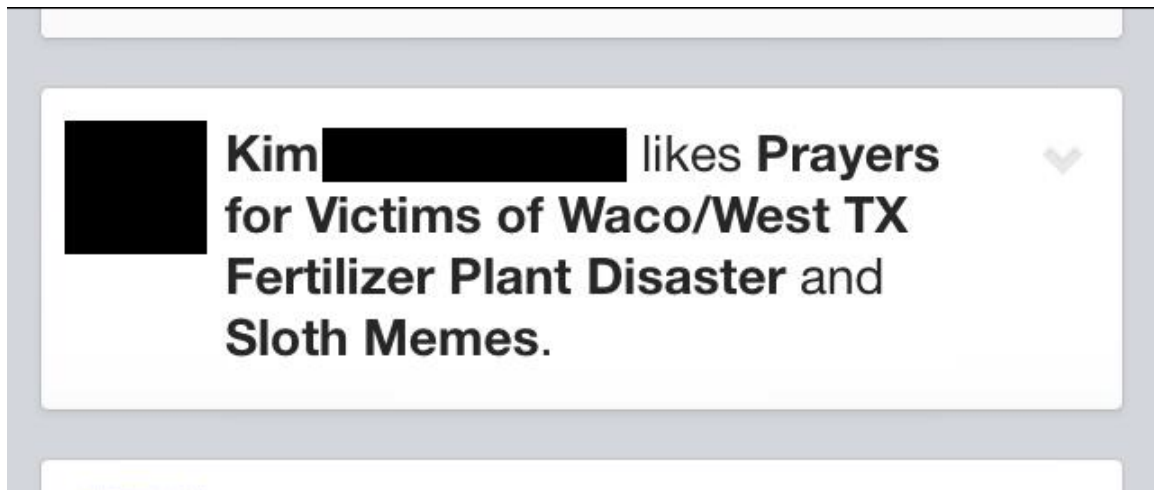 Kim likes Prayers
for Victims of Waco/West TX
Fertilizer Plant Disaster and
Sloth Memes.